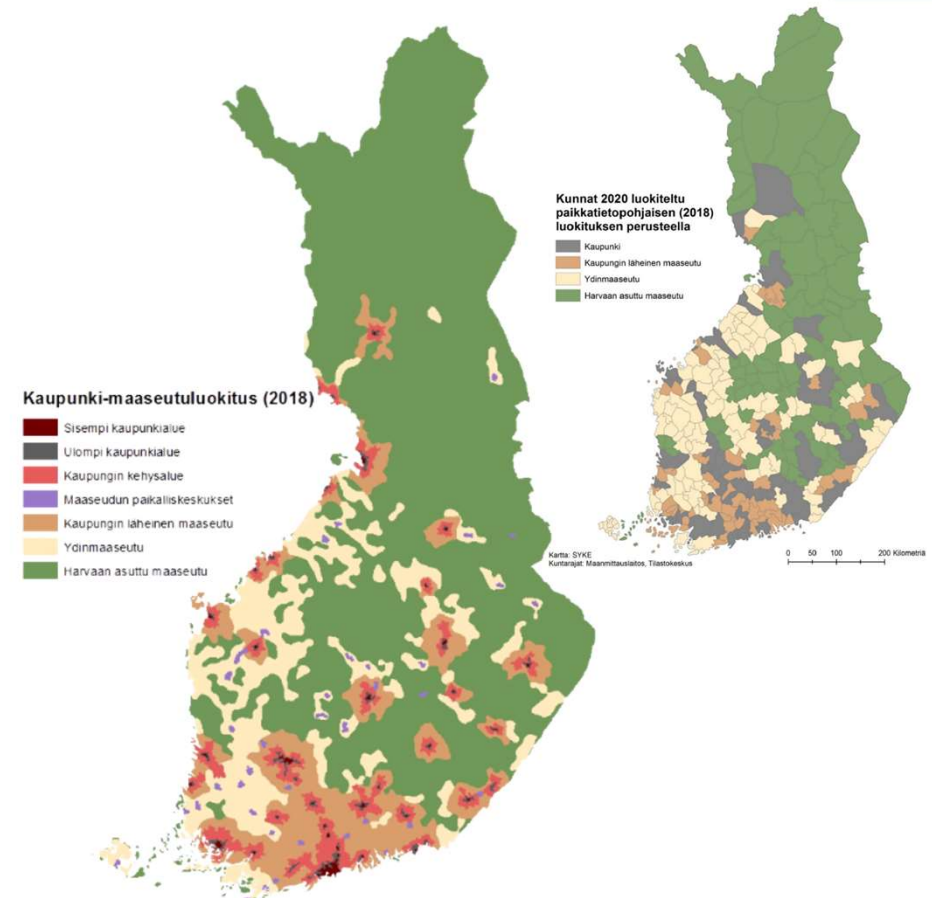 Kunnat 2020 luokiteltu
paikkatietopohjaisen (2018)
luokituksen perusteella
Kaupunki
Kaupungin läheinen maaseutu
Ydinmaaseutu
Harvaan asuttu maaseutu
Kaupunki-maaseutuluokitus (2018)
Sisempi kaupunkialue
Ulompi kaupunkialue
Kaupungin kehysalue
Maaseudun paikalliskeskukset
Kaupungin läheinen maaseutu
Ydinmaaseutu
Harvaan asuttu maaseutu
Kartta: SYKE
Kuntarajat: Maanmittauslaitos, Tilastokeskus
0 50 100 200 Kilometriä